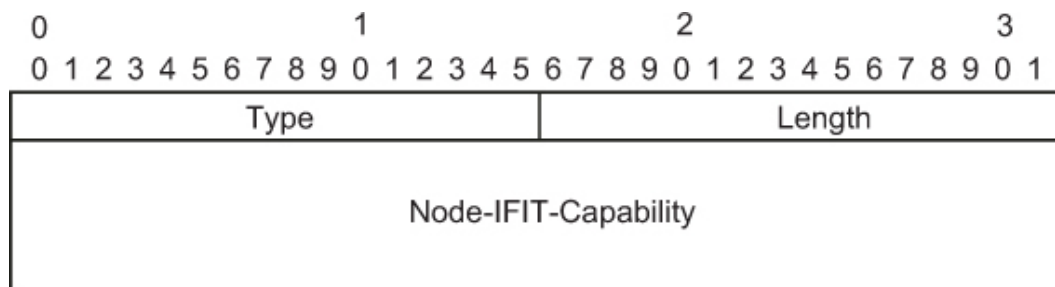 0 1 2 3
0 1 2 3 4 5 6 7 8 9 0 1 2 3 4 5 6 7 8 9 0 1 2 3 4 5 6 7 8 9 0 1
Type Length
Node-IFIT-Capability